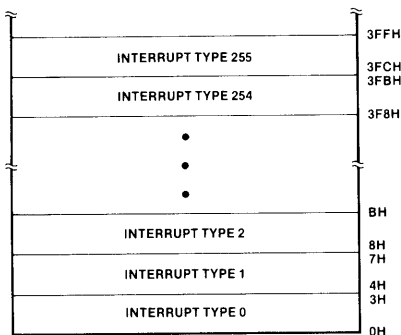 3FFH
INTERRUPT TYPE 255
3FCH
3FBH
INTERRUPT TYPE 254
3F8H
BH
INTERRUPT TYPE 2
8H
7H
INTERRUPT TYPE 1
4H
3H
INTERRUPT TYPE 0
0H